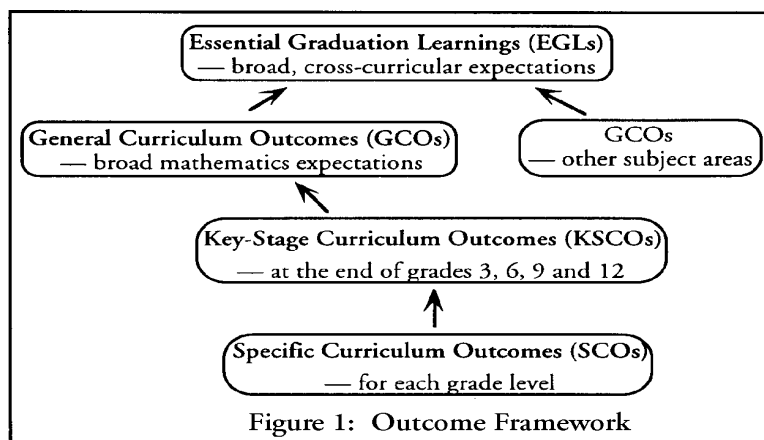 Essential Graduation Learnings (EGLs)
— broad, cross-curricular expectations
General Curriculum Outcomes (GCOs)
— broad mathematics expectations
GCOs
— other subject areas
Key-Stage Curriculum Outcomes (KSCOs)
— at the end of grades 3, 6, 9 and 12
Specific Curriculum Outcomes (SCOs)
— for each grade level
Figure 1: Outcome Framework